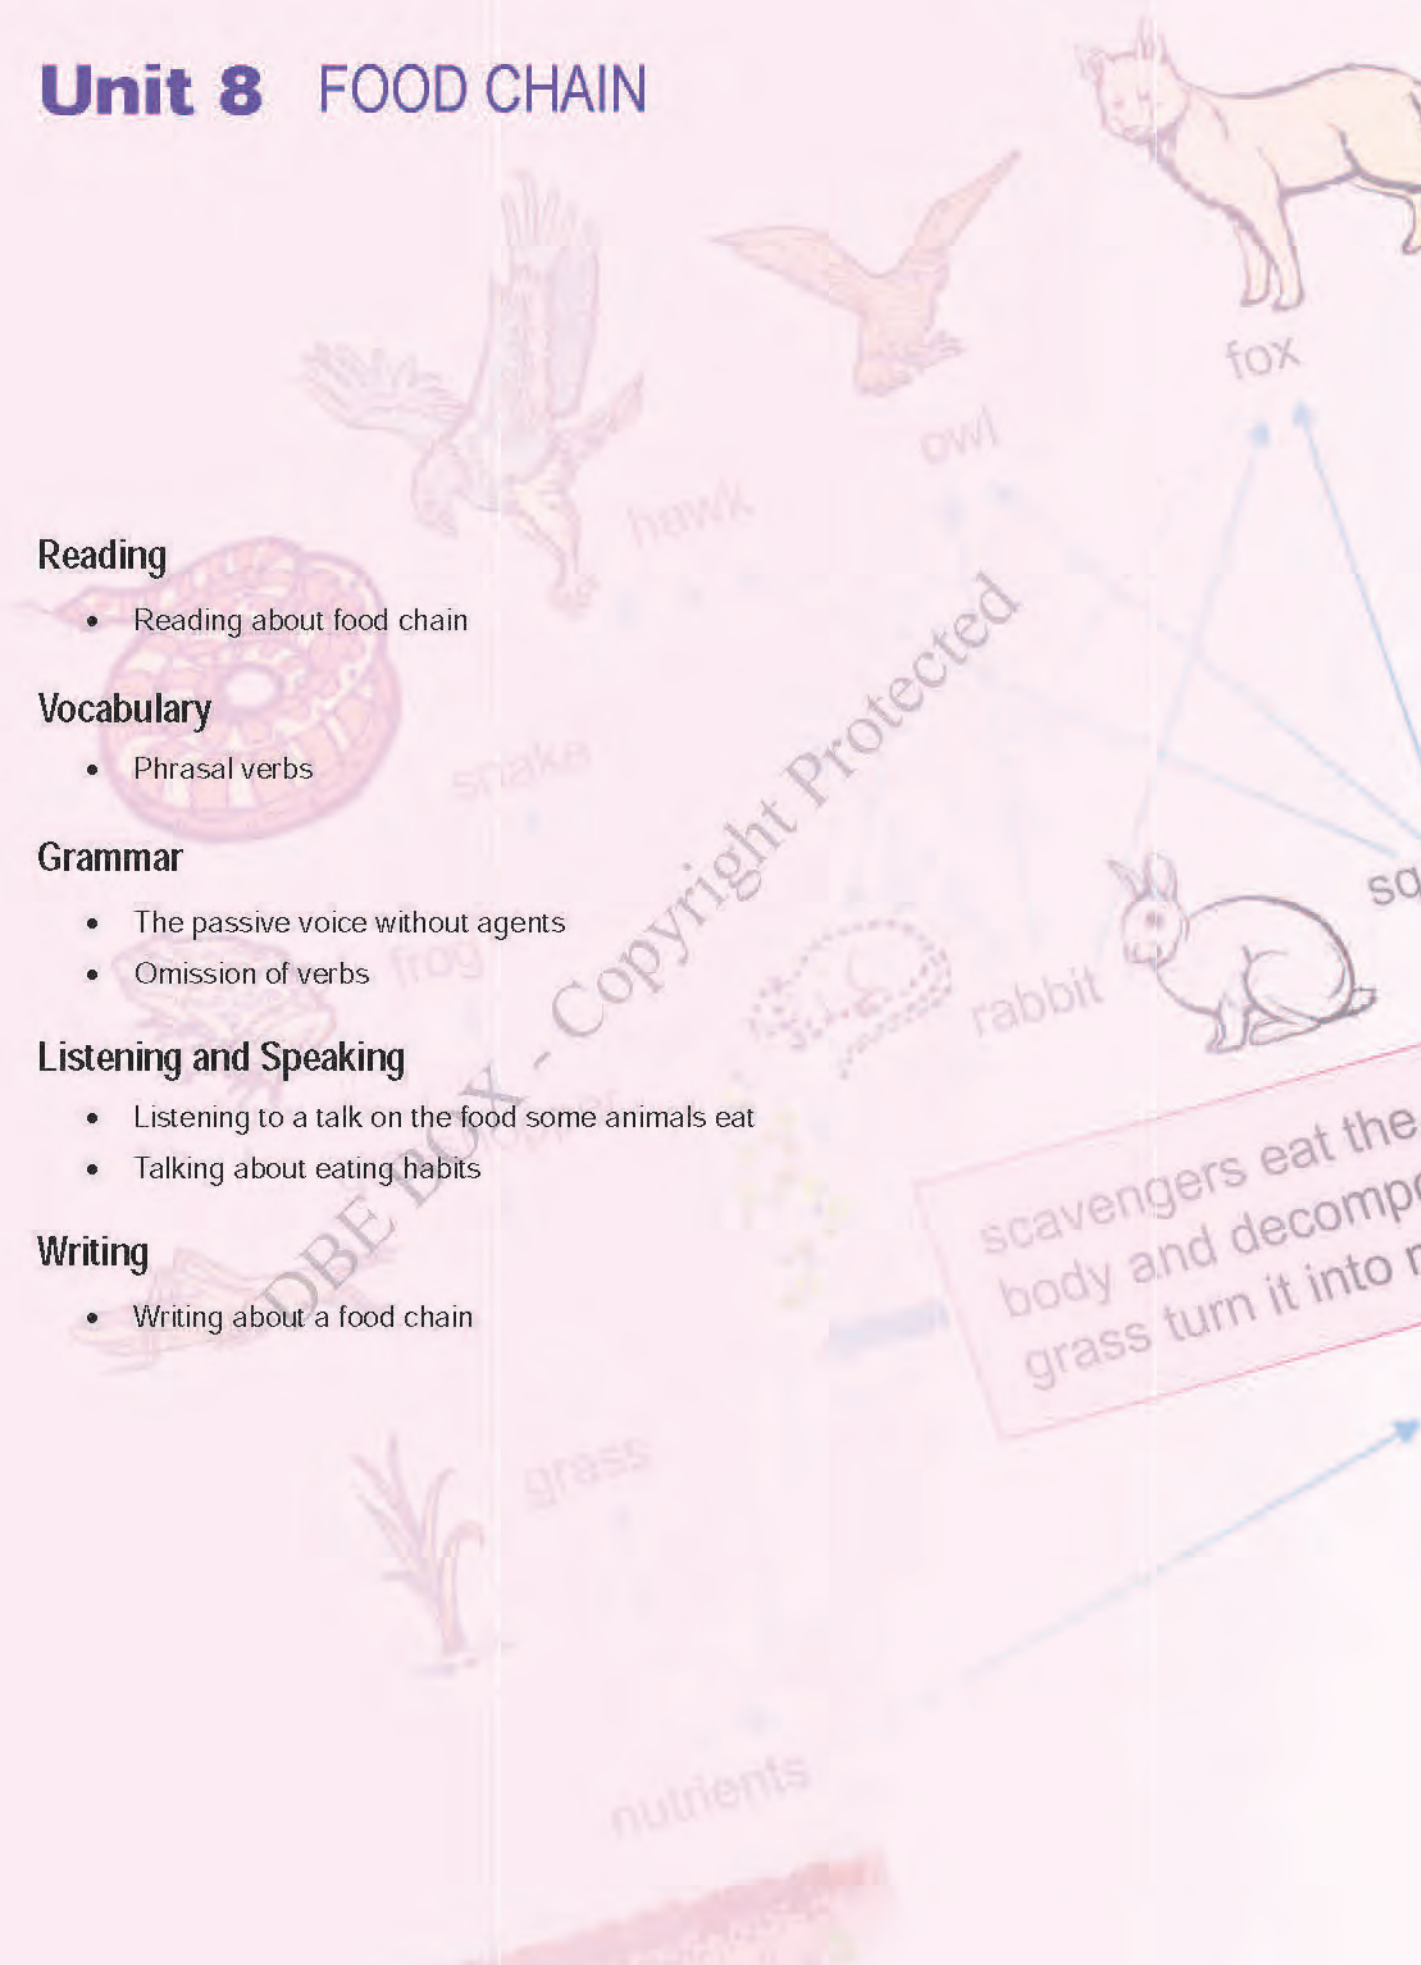 Unit 8 FOOD CHAIN
fox
owl
hawk
Reading
• Reading about food chain
Vocabulary
• Phrasal verbs
snake
Grammar
• The passive voice without agents
• Omission of verbs
frog
rabbit
Listening and Speaking
• Listening to a talk on the food some animals eat
• Talking about eating habits
scavengers eat the
body and
grass turn it into
Writing
• Writing about a food chain
grass
nutrients
DBE BOX - Copyright Protected